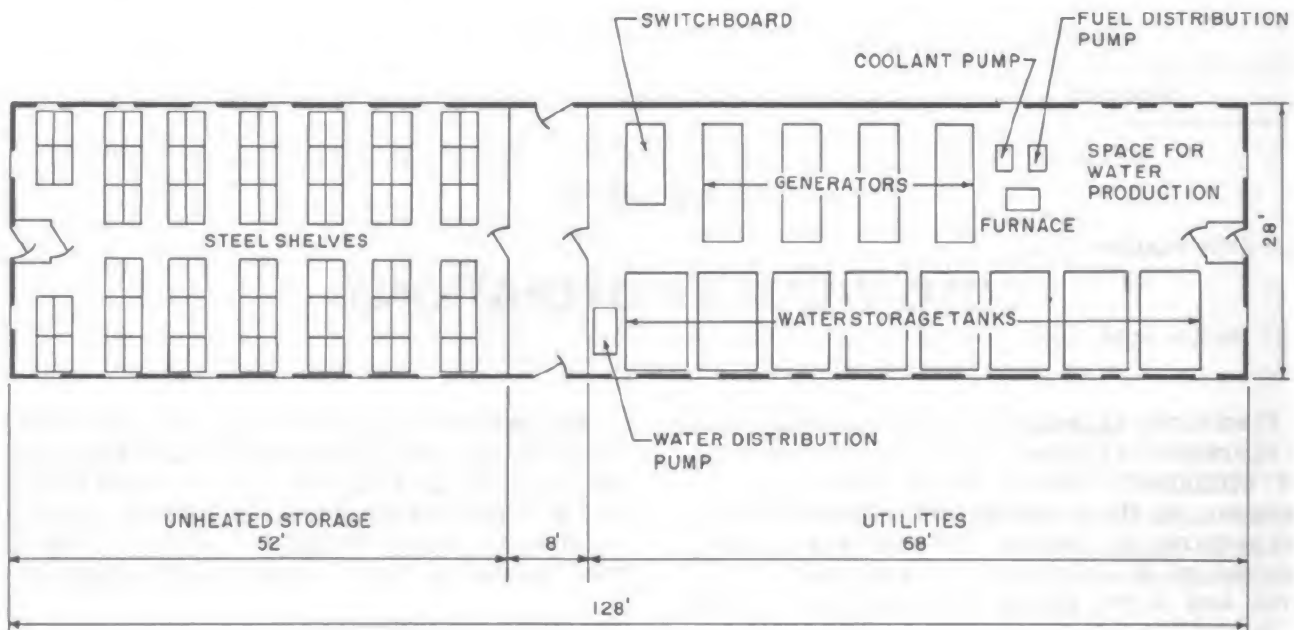 SWITCHBOARD
FUEL DISTRIBUTION
PUMP
COOLANT PUMP
GENERATORS
SPACE FOR
WATER
PRODUCTION
FURNACE
STEEL SHELVES
28'
WATER STORAGE TANKS
WATER DISTRIBUTION
PUMP
UNHEATED STORAGE
52'
8'
UTILITIES
68'
128'